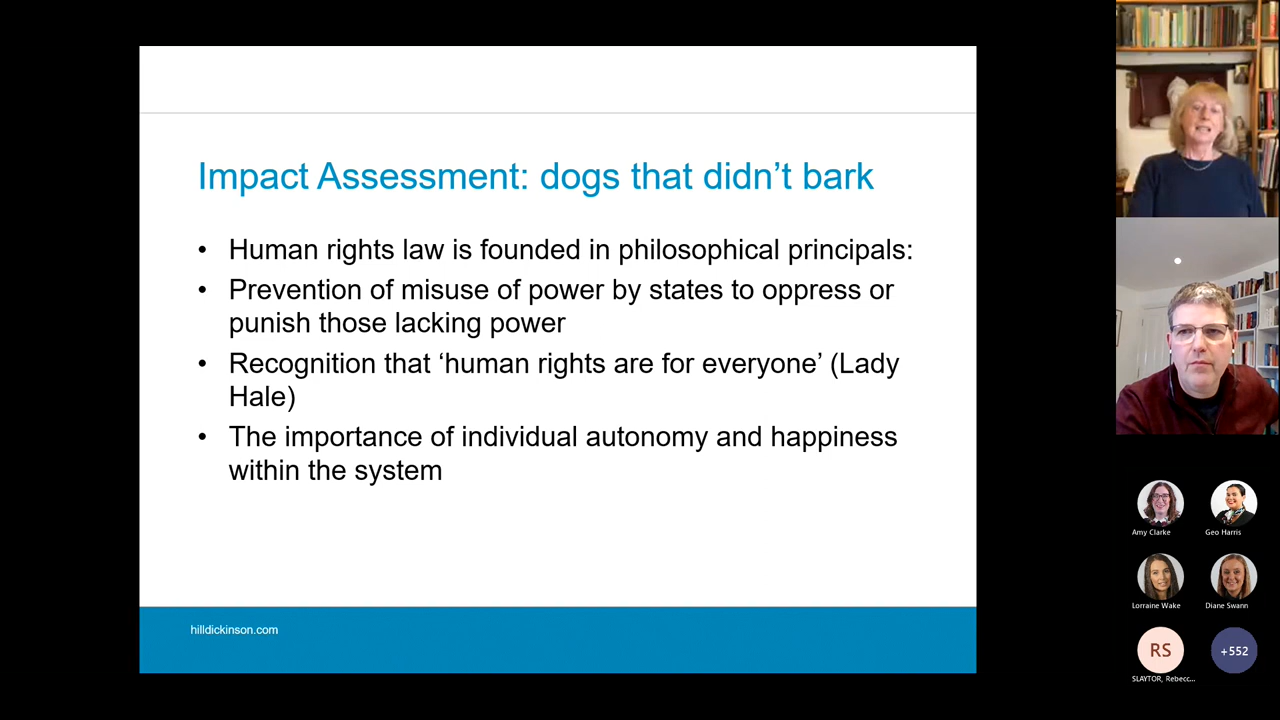 Impact Assessment: dogs that didn’t bark
• Human rights law is founded in philosophical principals:
• Prevention of misuse of power by states to oppress or
punish those lacking power
• Recognition that ‘human rights are for everyone’ (Lady
Hale)
• The importance of individual autonomy and happiness
within the system
hilldickinson.com
Amy Clarke
Geo Harris
Lorraine Wake
Diane Swann
RS
+552
SLAYTOR, Rebecc...